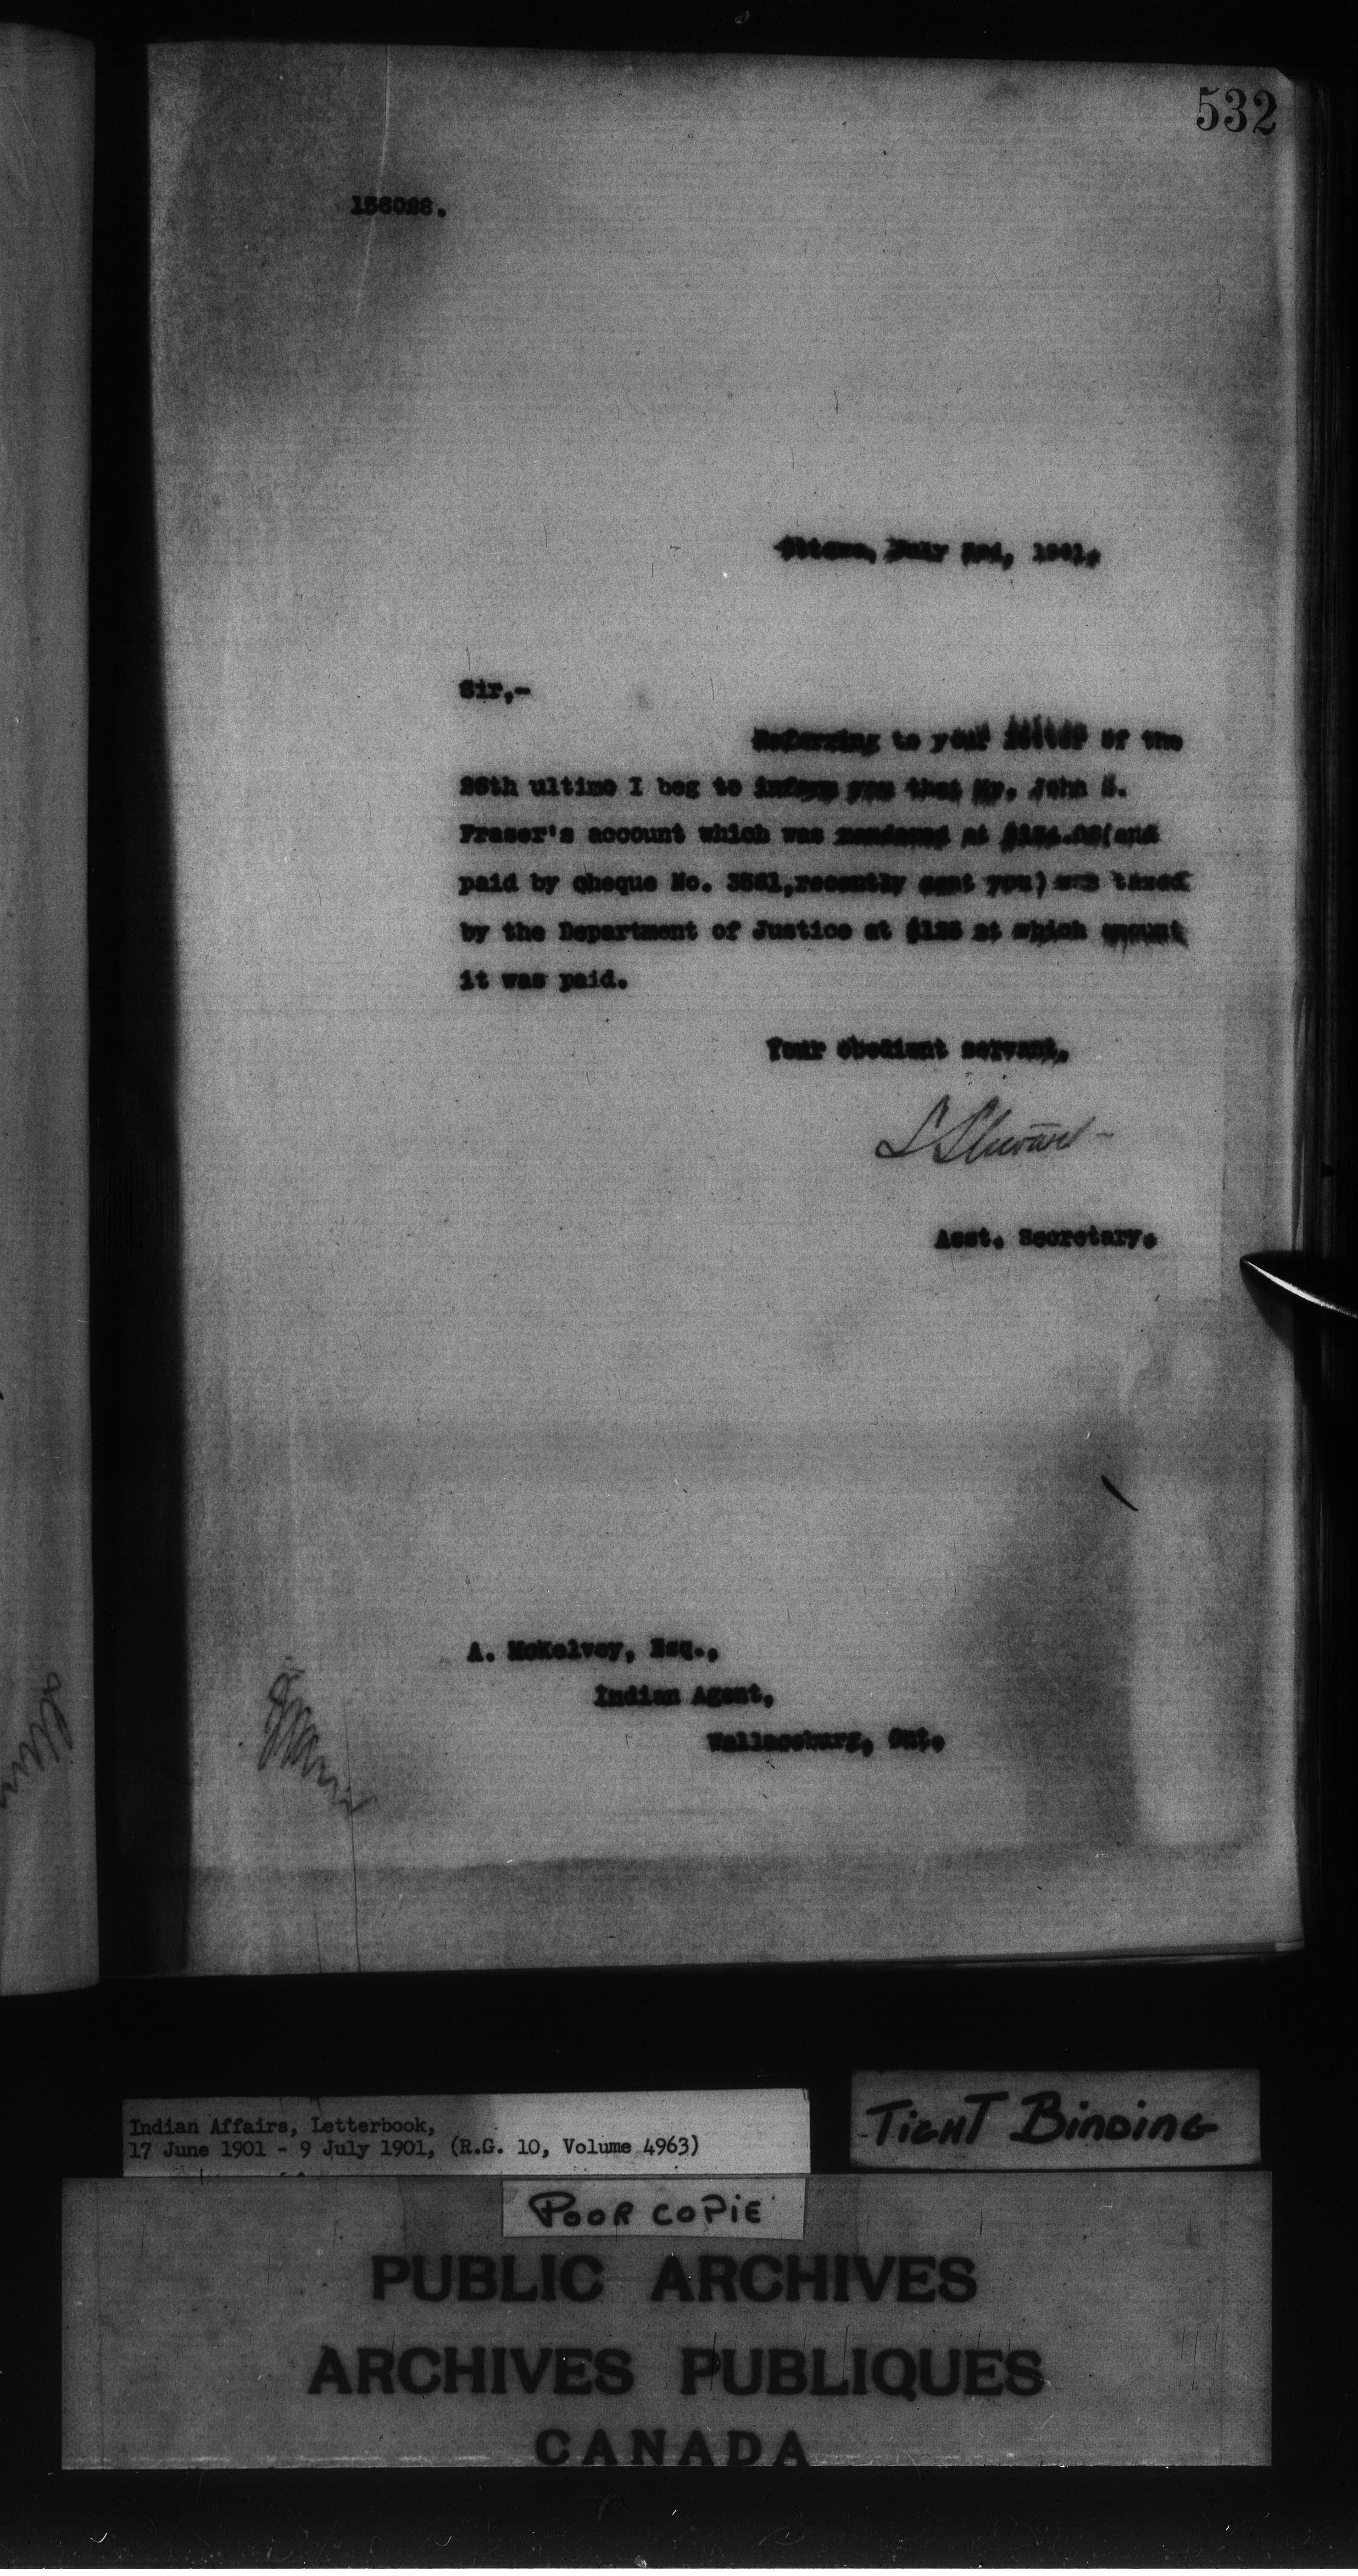 532
156028.
Ottawa, July 2nd, 1901.
Sir,-
Referring to your letter of the
26th ultimo I beg to inform you that Mr. John
Fraser's account which was rendered at (and
paid by cheque No. recently sent you) was taxed
by the Department of Justice at $125 at which amount
it was paid.
Your obedient servant,
Asst. Secretary.
A. McKelvey, Esq.,
Indian Agent,
Wallaceburg, Ont.
Indian Affairs, Letterbook,
17 June 1901 - 9 July 1901, (R.G. 10, Volume 4963)
TIGHT BINDING
POOR COPIE
PUBLIC ARCHIVES
ARCHIVES PUBLIQUES
CANADA